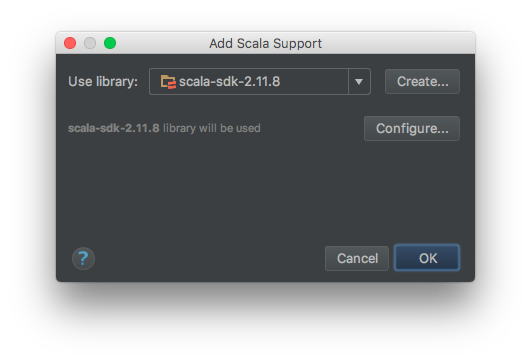 Add Scala Support
Use library: scala-sdk-2.11.8 Create...
scala-sdk-2.11.8 library will be used Configure...
? Cancel OK